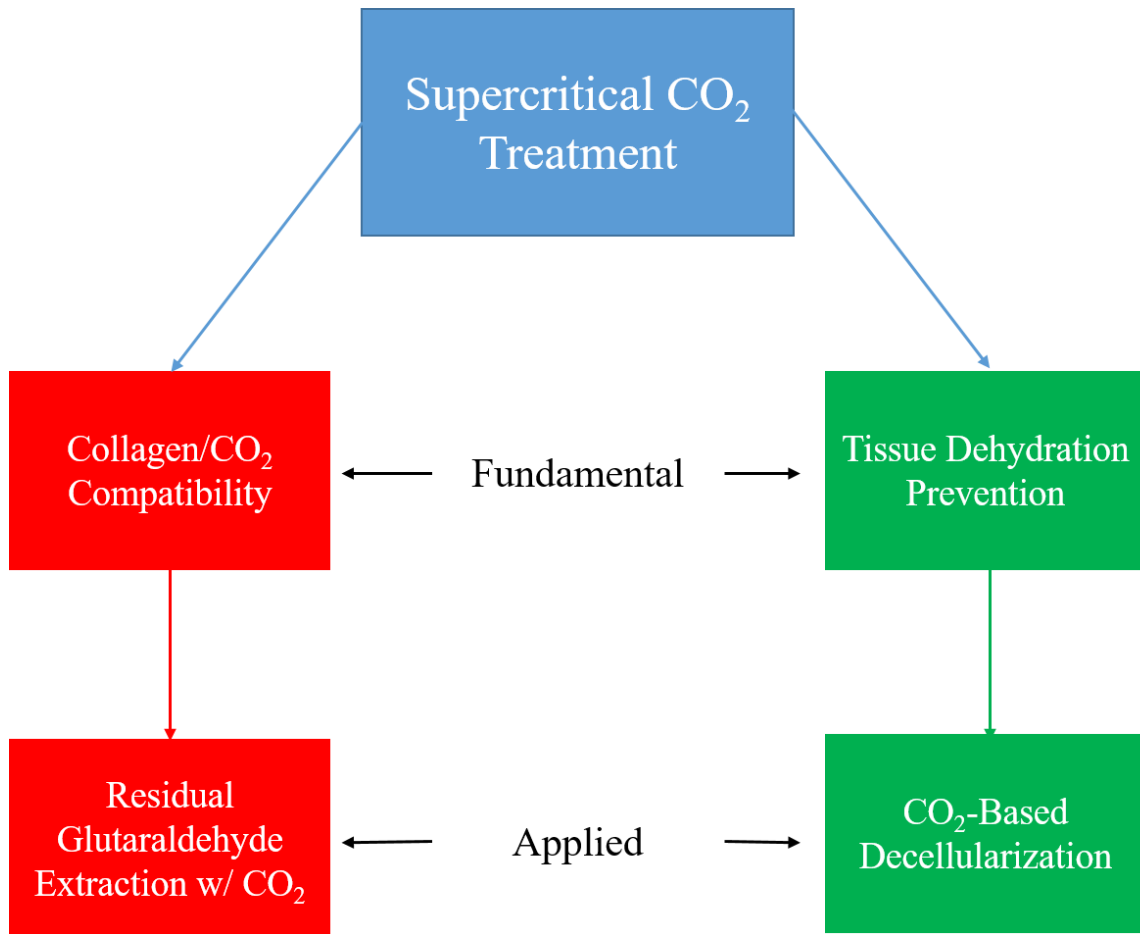 Supercritical CO₂
Treatment
Collagen/CO₂
Compatibility
Fundamental
Tissue Dehydration
Prevention
Residual
Glutaraldehyde
Extraction w/ CO₂
Applied
CO₂-Based
Decellularization